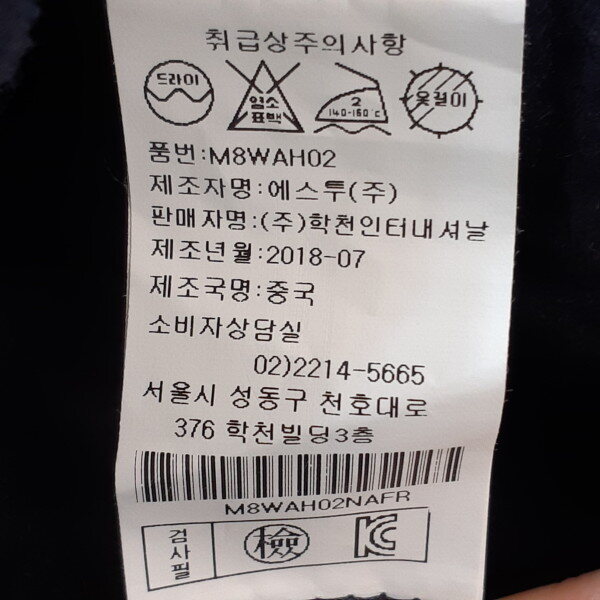 취급상주의사항
드라이
염소
표백
2
140-160°C
옷걸이
품번:M8WAH02
제조자명:에스투(주)
판매자명:(주)학천인터내셔날
제조년월:2018-07
제조국명:중국
소비자상담실
02)2214-5665
서울시 성동구 천호대로
376 학천빌딩3층
M8WAH02NAFR
검사필
檢
KC